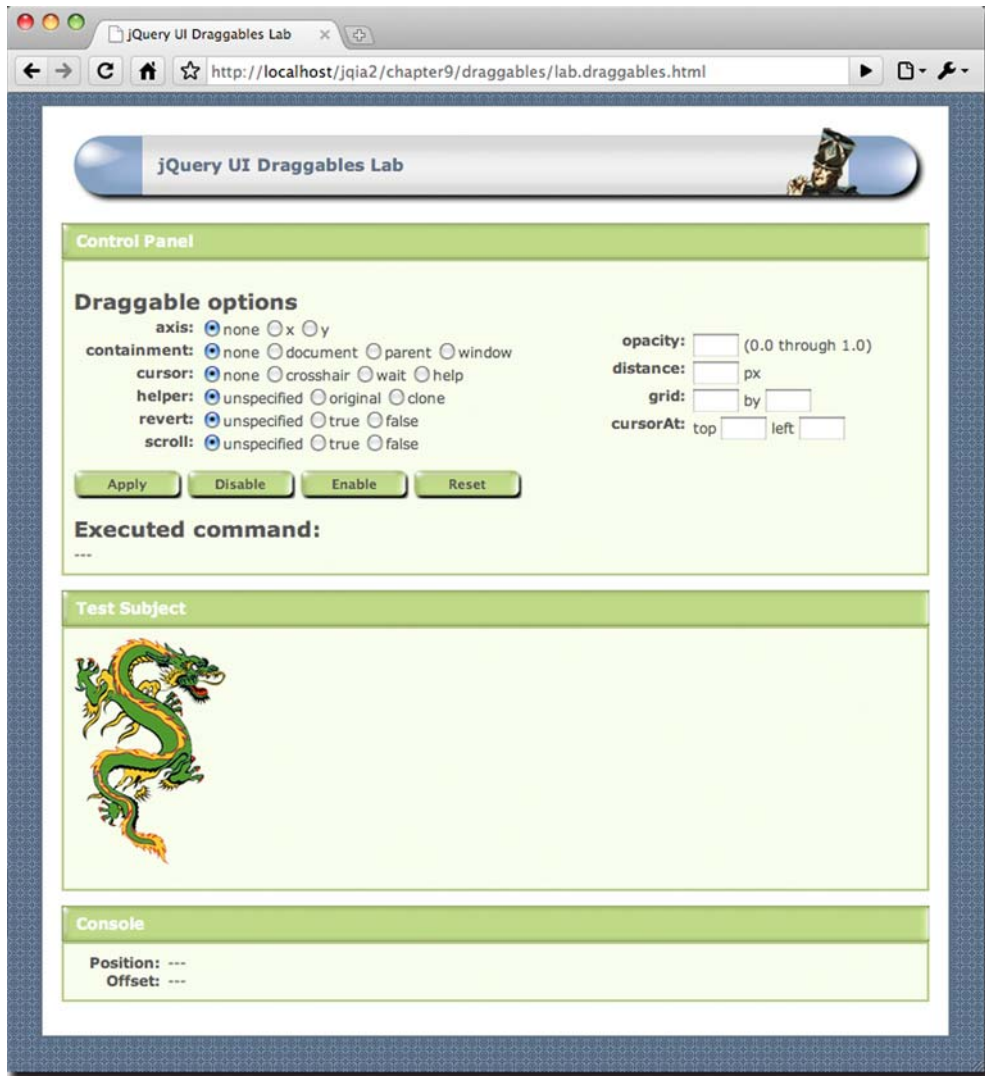 jQuery UI Draggables Lab
http://localhost/jqia2/chapter9/draggables/lab.draggables.html
jQuery UI Draggables Lab
Control Panel
Draggable options
axis: none x y
containment: none document parent window
cursor: none crosshair wait help
helper: unspecified original clone
revert: unspecified true false
scroll: unspecified true false
opacity: (0.0 through 1.0)
distance: px
grid: by
cursorAt: top left
Apply Disable Enable Reset
Executed command:
---
Test Subject
Console
Position: ---
Offset: ---